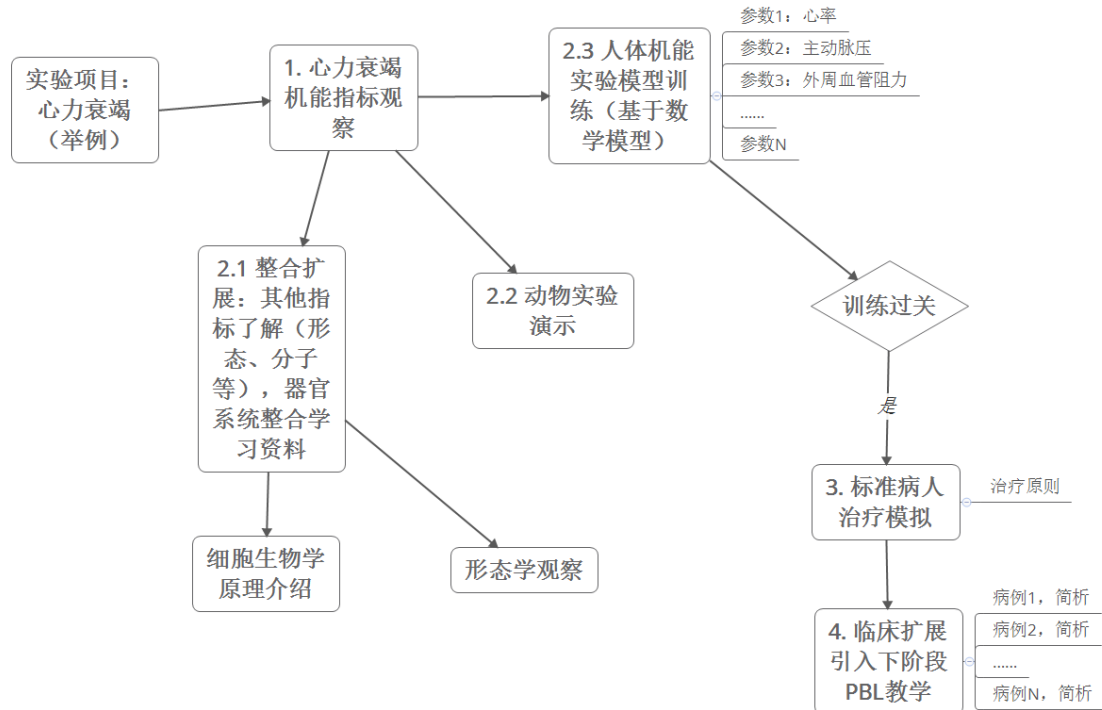 实验项目：
心力衰竭
（举例）
1. 心力衰竭
机能指标观
察
2.3 人体机能
实验模型训
练（基于数
学模型）
参数1：心率
参数2：主动脉压
参数3：外周血管阻力
……
参数N
2.1 整合扩
展：其他指
标了解（形
态、分子
等），器官
系统整合学
习资料
2.2 动物实验
演示
训练过关
是
细胞生物学
原理介绍
形态学观察
3. 标准病人
治疗模拟
治疗原则
4. 临床扩展
引入下阶段
PBL教学
病例1，简析
病例2，简析
……
病例N，简析